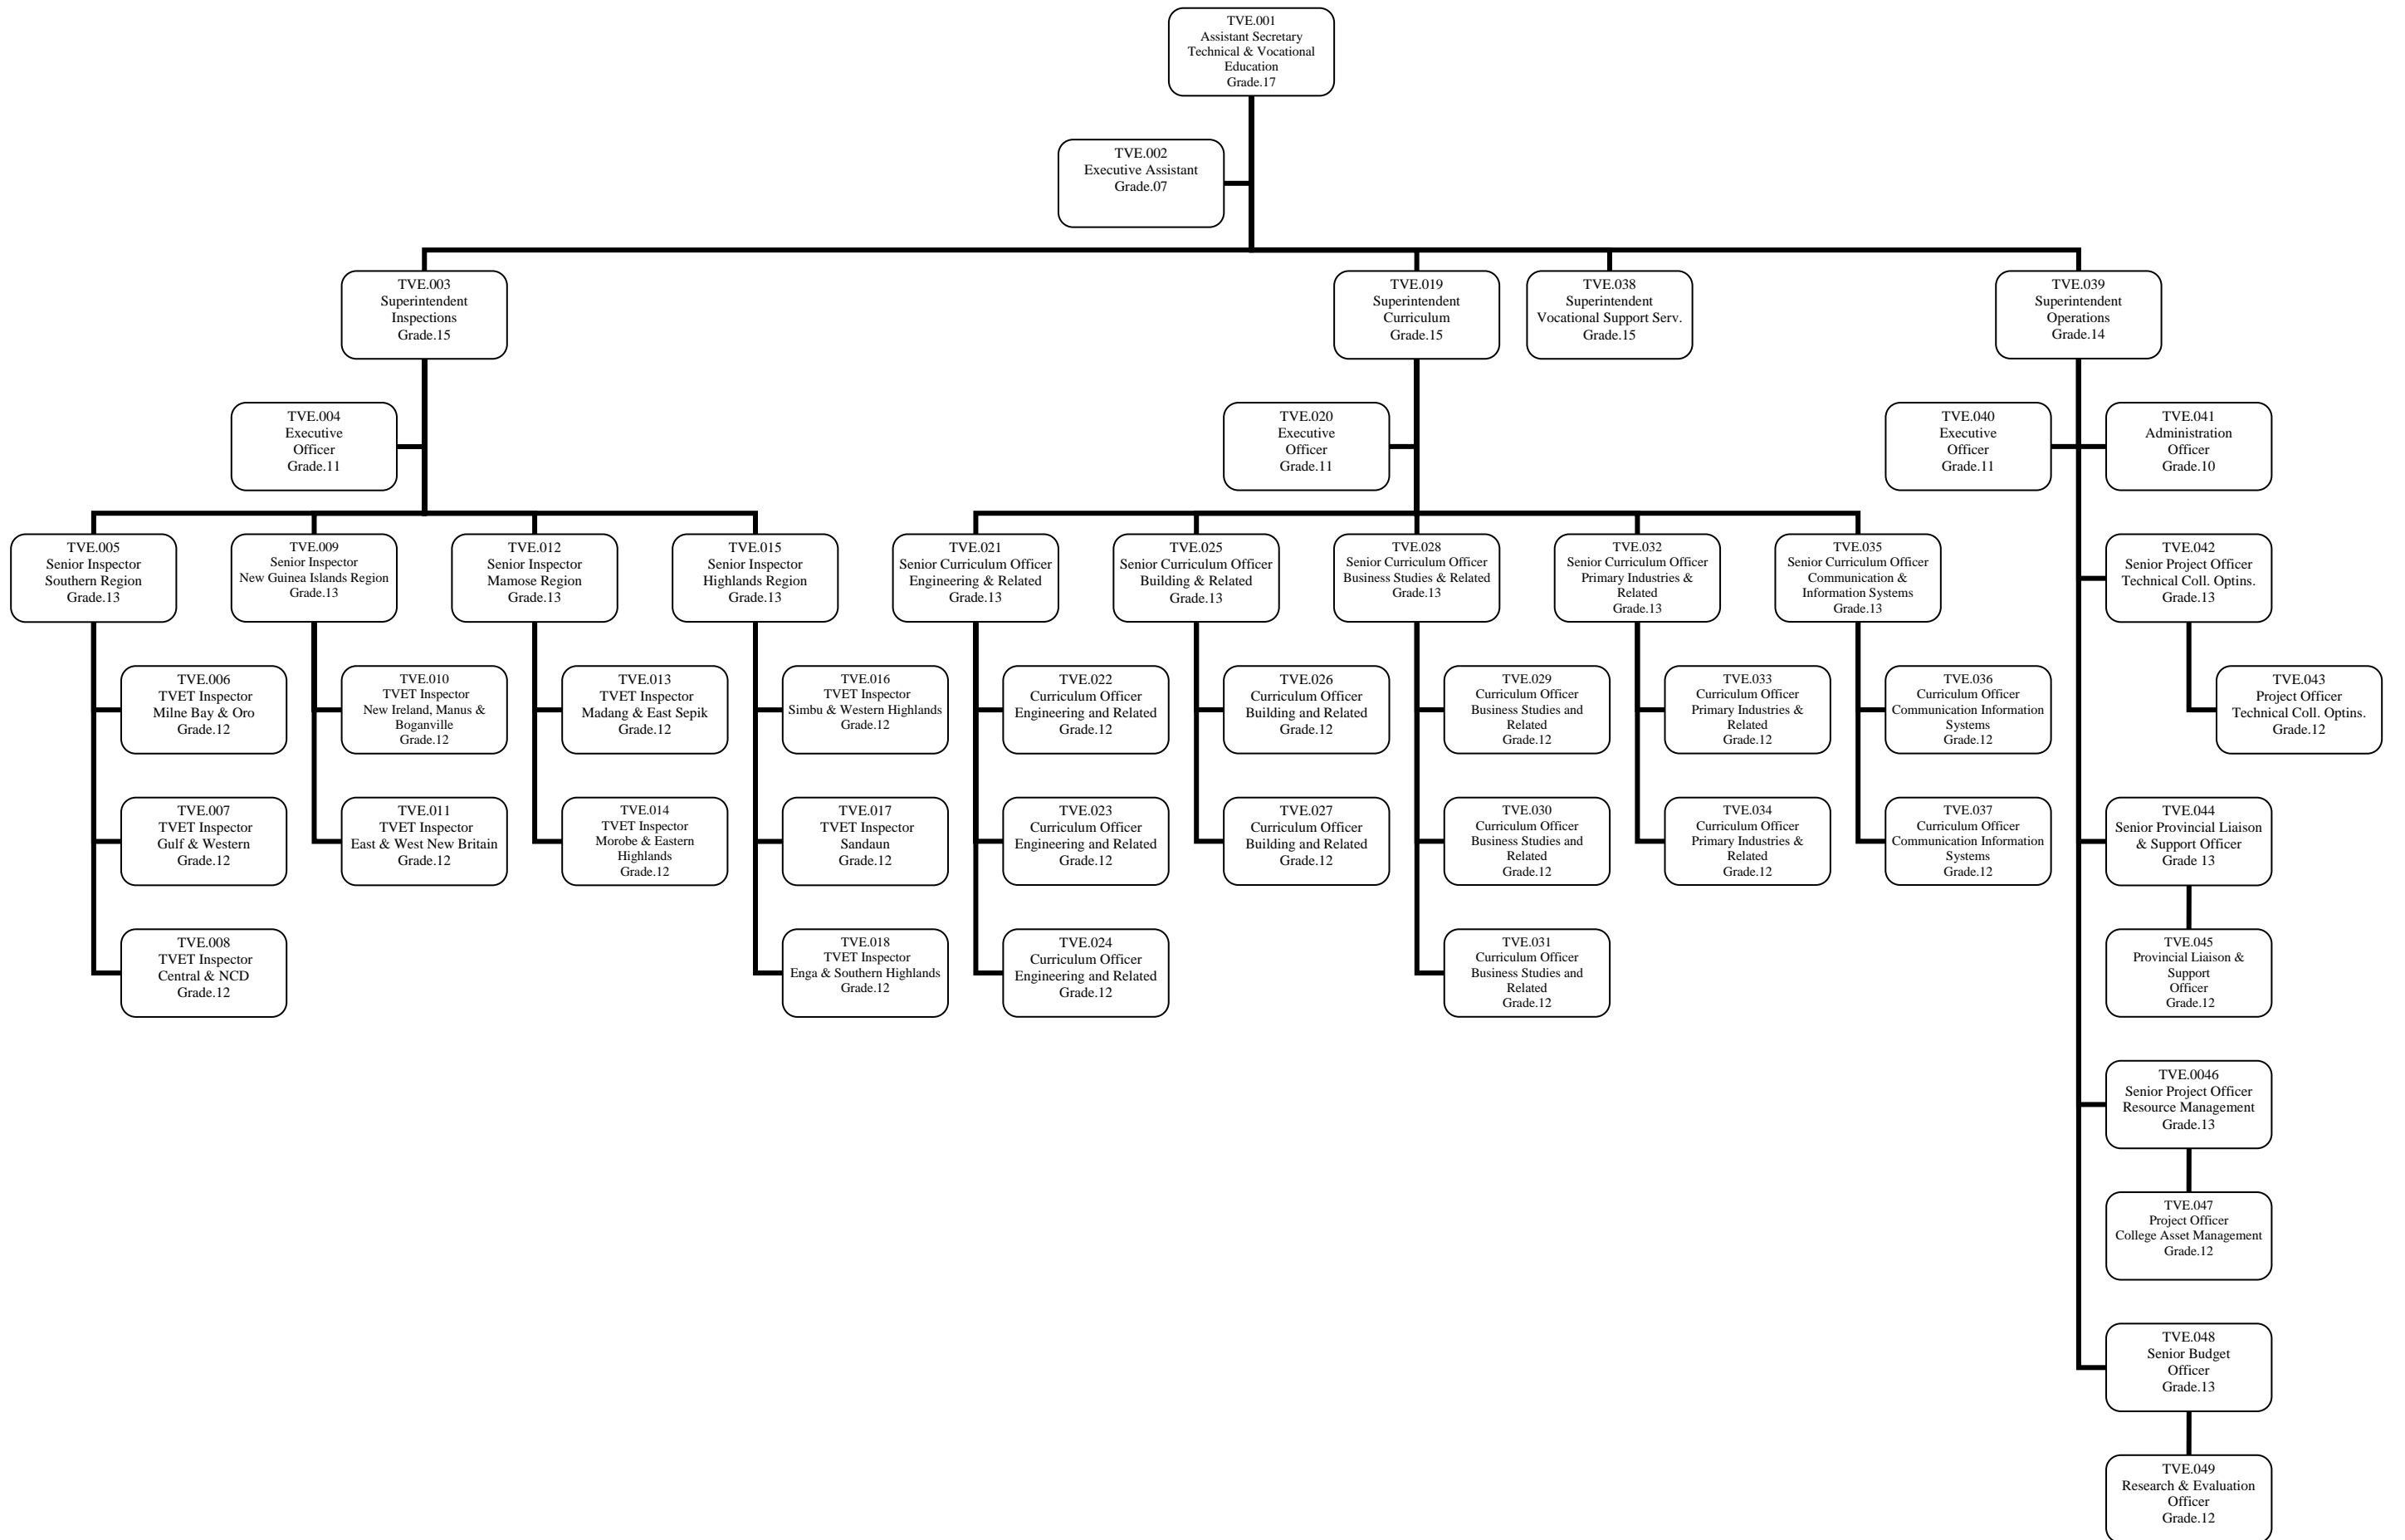 TVE.001
Assistant Secretary
Technical & Vocational
Education
Grade.17
TVE.002
Executive Assistant
Grade.07
TVE.003
Superintendent
Inspections
Grade.15
TVE.019
Superintendent
Curriculum
Grade.15
TVE.038
Superintendent
Vocational Support Serv.
Grade.15
TVE.039
Superintendent
Operations
Grade.14
TVE.004
Executive
Officer
Grade.11
TVE.020
Executive
Officer
Grade.11
TVE.040
Executive
Officer
Grade.11
TVE.041
Administration
Officer
Grade.10
TVE.005
Senior Inspector
Southern Region
Grade.13
TVE.009
Senior Inspector
New Guinea Islands Region
Grade.13
TVE.012
Senior Inspector
Mamose Region
Grade.13
TVE.015
Senior Inspector
Highlands Region
Grade.13
TVE.021
Senior Curriculum Officer
Engineering & Related
Grade.13
TVE.025
Senior Curriculum Officer
Building & Related
Grade.13
TVE.028
Senior Curriculum Officer
Business Studies & Related
Grade.13
TVE.032
Senior Curriculum Officer
Primary Industries &
Related
Grade.13
TVE.035
Senior Curriculum Officer
Communication &
Information Systems
Grade.13
TVE.042
Senior Project Officer
Technical Coll. Optins.
Grade.13
TVE.006
TVET Inspector
Milne Bay & Oro
Grade.12
TVE.010
TVET Inspector
New Ireland, Manus &
Boganville
Grade.12
TVE.013
TVET Inspector
Madang & East Sepik
Grade.12
TVE.016
TVET Inspector
Simbu & Western Highlands
Grade.12
TVE.022
Curriculum Officer
Engineering and Related
Grade.12
TVE.026
Curriculum Officer
Building and Related
Grade.12
TVE.029
Curriculum Officer
Business Studies and
Related
Grade.12
TVE.033
Curriculum Officer
Primary Industries &
Related
Grade.12
TVE.036
Curriculum Officer
Communication Information
Systems
Grade.12
TVE.043
Project Officer
Technical Coll. Optins.
Grade.12
TVE.007
TVET Inspector
Gulf & Western
Grade.12
TVE.011
TVET Inspector
East & West New Britain
Grade.12
TVE.014
TVET Inspector
Morobe & Eastern
Highlands
Grade.12
TVE.017
TVET Inspector
Sandaun
Grade.12
TVE.023
Curriculum Officer
Engineering and Related
Grade.12
TVE.027
Curriculum Officer
Building and Related
Grade.12
TVE.030
Curriculum Officer
Business Studies and
Related
Grade.12
TVE.034
Curriculum Officer
Primary Industries &
Related
Grade.12
TVE.037
Curriculum Officer
Communication Information
Systems
Grade.12
TVE.044
Senior Provincial Liaison
& Support Officer
Grade 13
TVE.008
TVET Inspector
Central & NCD
Grade.12
TVE.018
TVET Inspector
Enga & Southern Highlands
Grade.12
TVE.024
Curriculum Officer
Engineering and Related
Grade.12
TVE.031
Curriculum Officer
Business Studies and
Related
Grade.12
TVE.045
Provincial Liaison &
Support
Officer
Grade.12
TVE.0046
Senior Project Officer
Resource Management
Grade.13
TVE.047
Project Officer
College Asset Management
Grade.12
TVE.048
Senior Budget
Officer
Grade.13
TVE.049
Research & Evaluation
Officer
Grade.12